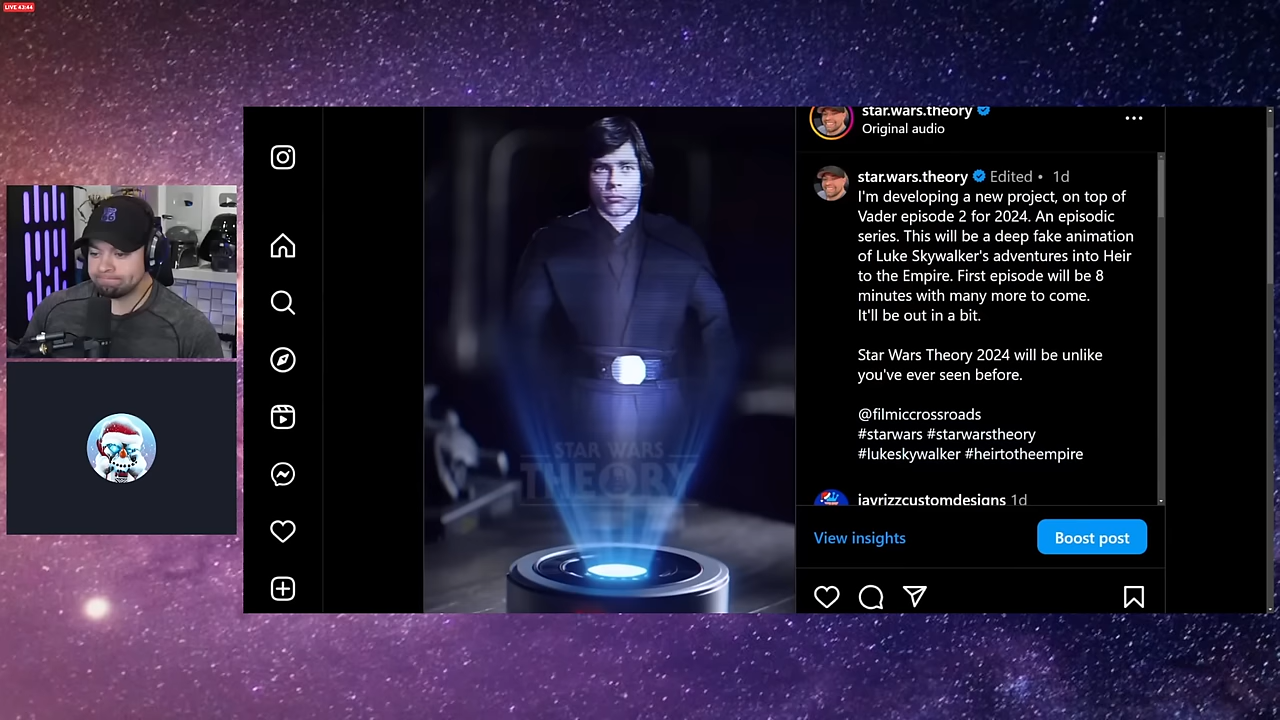 LIVE 43:44
star.wars.theory
Original audio
star.wars.theory Edited • 1d
I'm developing a new project, on top of
Vader episode 2 for 2024. An episodic
series. This will be a deep fake animation
of Luke Skywalker's adventures into Heir
to the Empire. First episode will be 8
minutes with many more to come.
It'll be out in a bit.
Star Wars Theory 2024 will be unlike
you've ever seen before.
@filmiccrossroads
#starwars #starwarstheory
#lukeskywalker #heirtotheempire
javrizzcustomdesigns 1d
View insights
Boost post
STAR WARS
THEORY